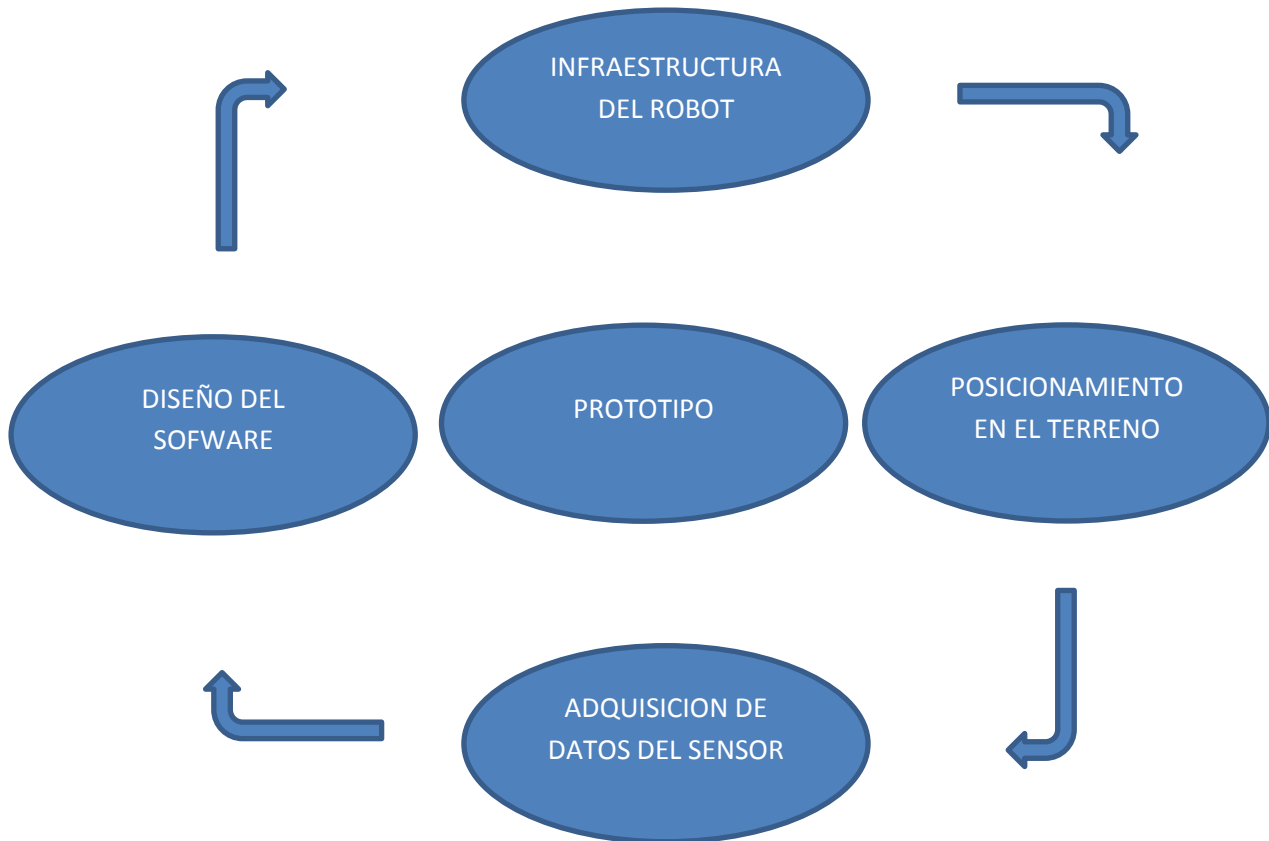 INFRAESTRUCTURA
DEL ROBOT
DISEÑO DEL
SOFWARE
PROTOTIPO
POSICIONAMIENTO
EN EL TERRENO
ADQUISICION DE
DATOS DEL SENSOR